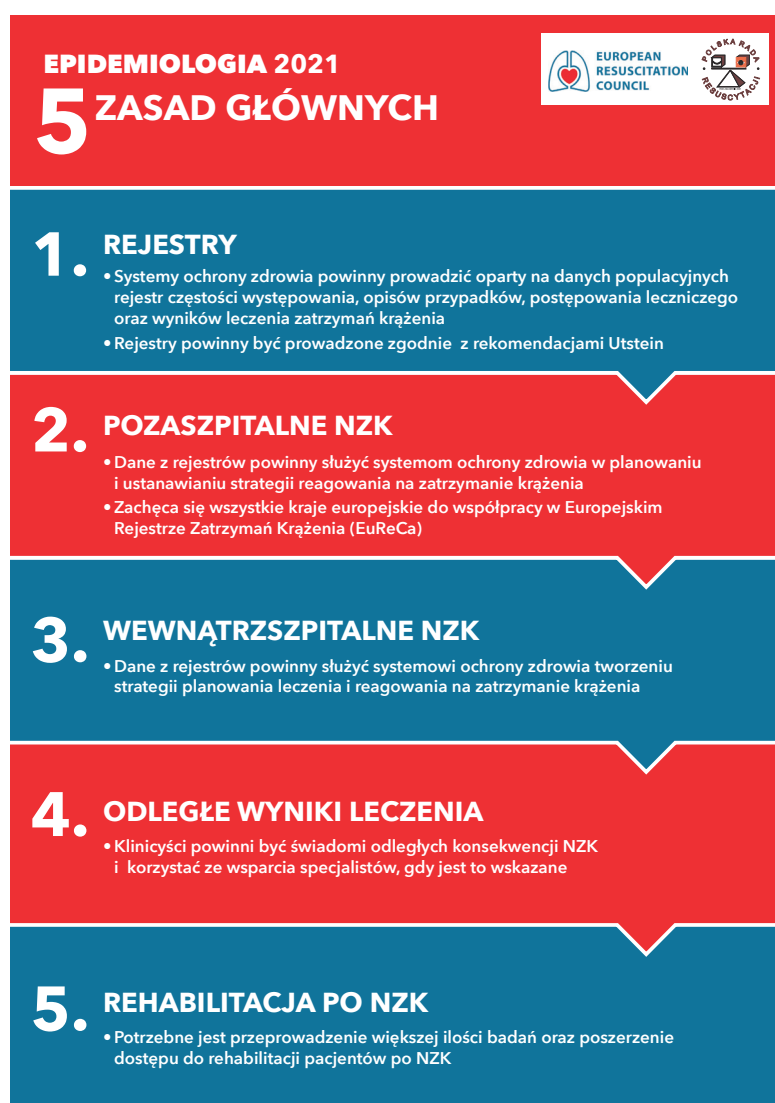 EPIDEMIOLOGIA 2021
5 ZASAD GŁÓWNYCH
EUROPEAN
RESUSCITATION
COUNCIL
POLSKA RADA
RESUSCYTACJI
1. REJESTRY
• Systemy ochrony zdrowia powinny prowadzić oparty na danych populacyjnych
rejestr częstości występowania, opisów przypadków, postępowania leczniczego
oraz wyników leczenia zatrzymań krążenia
• Rejestry powinny być prowadzone zgodnie z rekomendacjami Utstein
2. POZASZPITALNE NZK
• Dane z rejestrów powinny służyć systemom ochrony zdrowia w planowaniu
i ustanawianiu strategii reagowania na zatrzymanie krążenia
• Zachęca się wszystkie kraje europejskie do współpracy w Europejskim
Rejestrze Zatrzymań Krążenia (EuReCa)
3. WEWNĄTRZSZPITALNE NZK
• Dane z rejestrów powinny służyć systemowi ochrony zdrowia tworzeniu
strategii planowania leczenia i reagowania na zatrzymanie krążenia
4. ODLEGŁE WYNIKI LECZENIA
• Klinicyści powinni być świadomi odległych konsekwencji NZK
i korzystać ze wsparcia specjalistów, gdy jest to wskazane
5. REHABILITACJA PO NZK
• Potrzebne jest przeprowadzenie większej ilości badań oraz poszerzenie
dostępu do rehabilitacji pacjentów po NZK